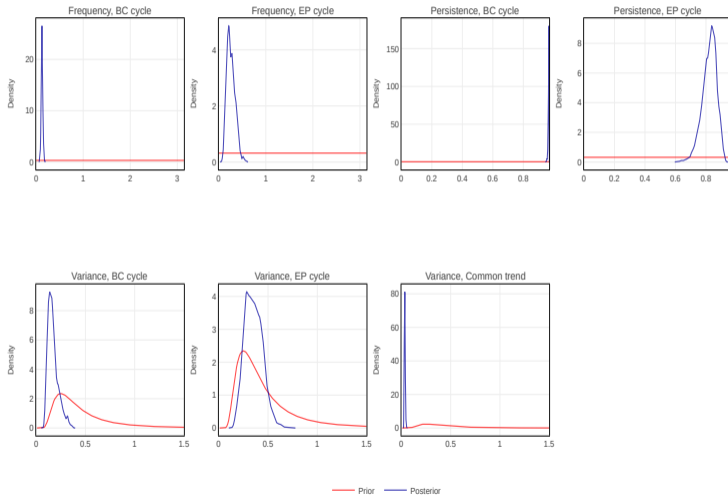 Frequency, BC cycle
Density
20
10
0
0 1 2 3
Frequency, EP cycle
4
2
0
0 1 2 3
Persistence, BC cycle
Density
150
100
50
0
0 0.2 0.4 0.6 0.8
Persistence, EP cycle
Density
8
6
4
2
0
0 0.2 0.4 0.6 0.8
Variance, BC cycle
Density
8
6
4
2
0
0 0.5 1 1.5
Variance, EP cycle
4
3
2
1
0
0 0.5 1 1.5
Variance, Common trend
Density
80
60
40
20
0
0 0.5 1 1.5
Prior Posterior